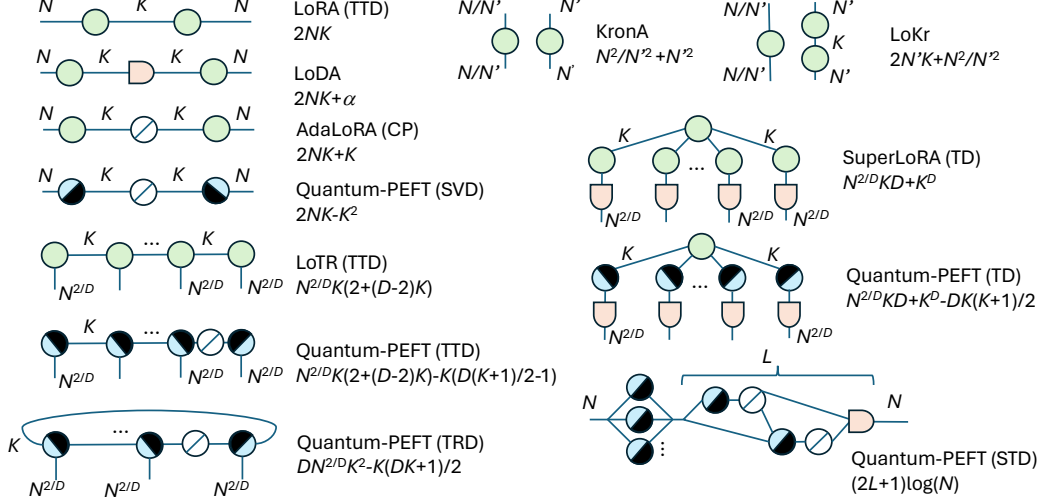 N K N
LoRA (TTD)
2NK
N K K N
LoDA
2NK+α
N K K N
AdaLoRA (CP)
2NK+K
N K K N
Quantum-PEFT (SVD)
2NK-K²
K ... K
N^2/D N^2/D N^2/D
LoTR (TTD)
N^2/D K(2+(D-2)K)
K ...
N^2/D N^2/D N^2/D
Quantum-PEFT (TTD)
N^2/D K(2+(D-2)K)-K(D(K+1)/2-1)
K ...
N^2/D N^2/D N^2/D
Quantum-PEFT (TRD)
DN^2/D K²-K(DK+1)/2
N/N' N'
N/N' N'
KronA
N²/N'²+N'²
N/N' N'
K
N/N' N'
LoKr
2N'K+N²/N'²
K K
...
N^2/D N^2/D N^2/D
SuperLoRA (TD)
N^2/D KD+K^D
K K
...
N^2/D N^2/D
Quantum-PEFT (TD)
N^2/D KD+K^D-DK(K+1)/2
L
N N
⋮
Quantum-PEFT (STD)
(2L+1)log(N)